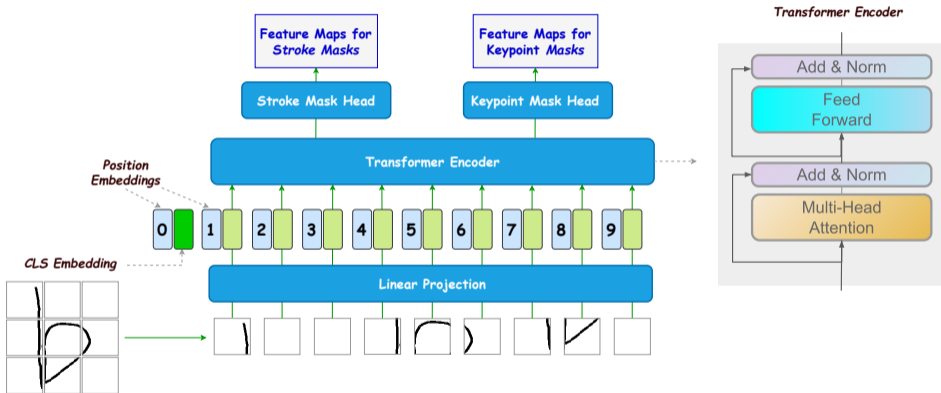 Transformer Encoder
Feature Maps for
Stroke Masks
Feature Maps for
Keypoint Masks
Stroke Mask Head
Keypoint Mask Head
Transformer Encoder
Position
Embeddings
0 1 2 3 4 5 6 7 8 9
CLS Embedding
Linear Projection
Add & Norm
Feed
Forward
Add & Norm
Multi-Head
Attention